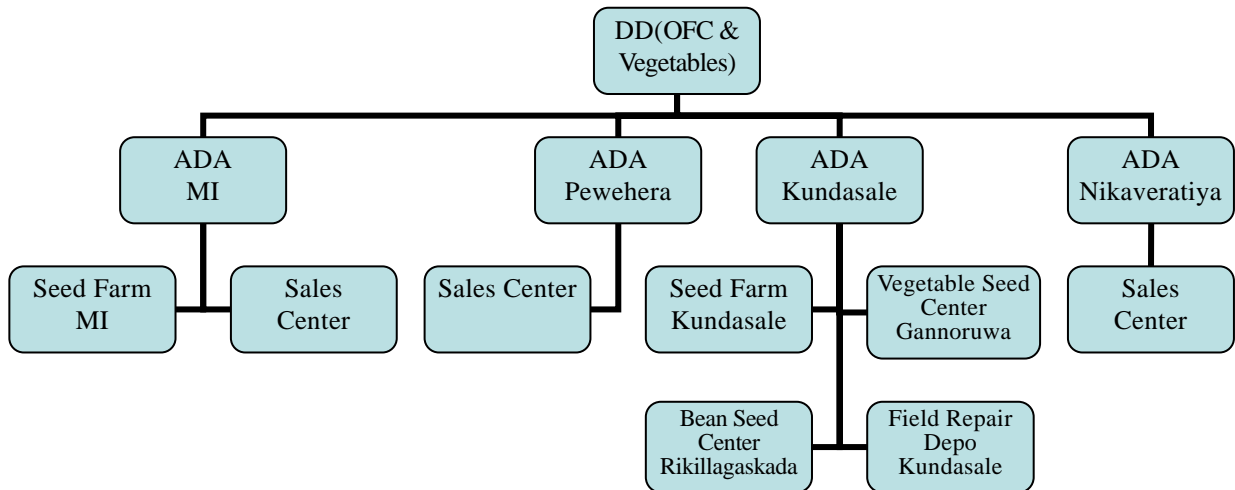 DD(OFC &
Vegetables)
ADA
MI
ADA
Pewehera
ADA
Kundasale
ADA
Nikaveratiya
Seed Farm
MI
Sales
Center
Sales Center
Seed Farm
Kundasale
Vegetable Seed
Center
Gannoruwa
Sales
Center
Bean Seed
Center
Rikillagaskada
Field Repair
Depo
Kundasale